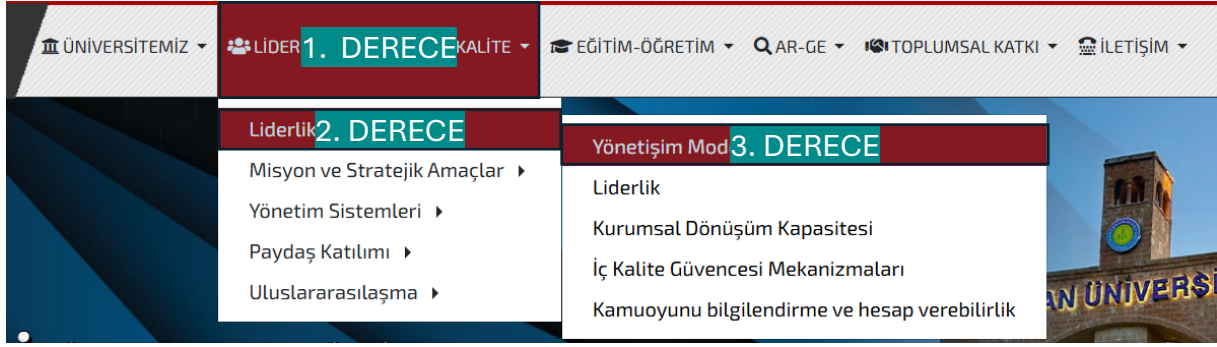 ÜNİVERSİTEMİZ LİDER 1. DERECE KALİTE EĞİTİM-ÖĞRETİM AR-GE TOPLUMSAL KATKI İLETİŞİM
Liderlik 2. DERECE
Misyon ve Stratejik Amaçlar
Yönetim Sistemleri
Paydaş Katılımı
Uluslararasılaşma
Yönetişim Mod 3. DERECE
Liderlik
Kurumsal Dönüşüm Kapasitesi
İç Kalite Güvencesi Mekanizmaları
Kamuoyunu bilgilendirme ve hesap verebilirlik
AN ÜNİVERSİ